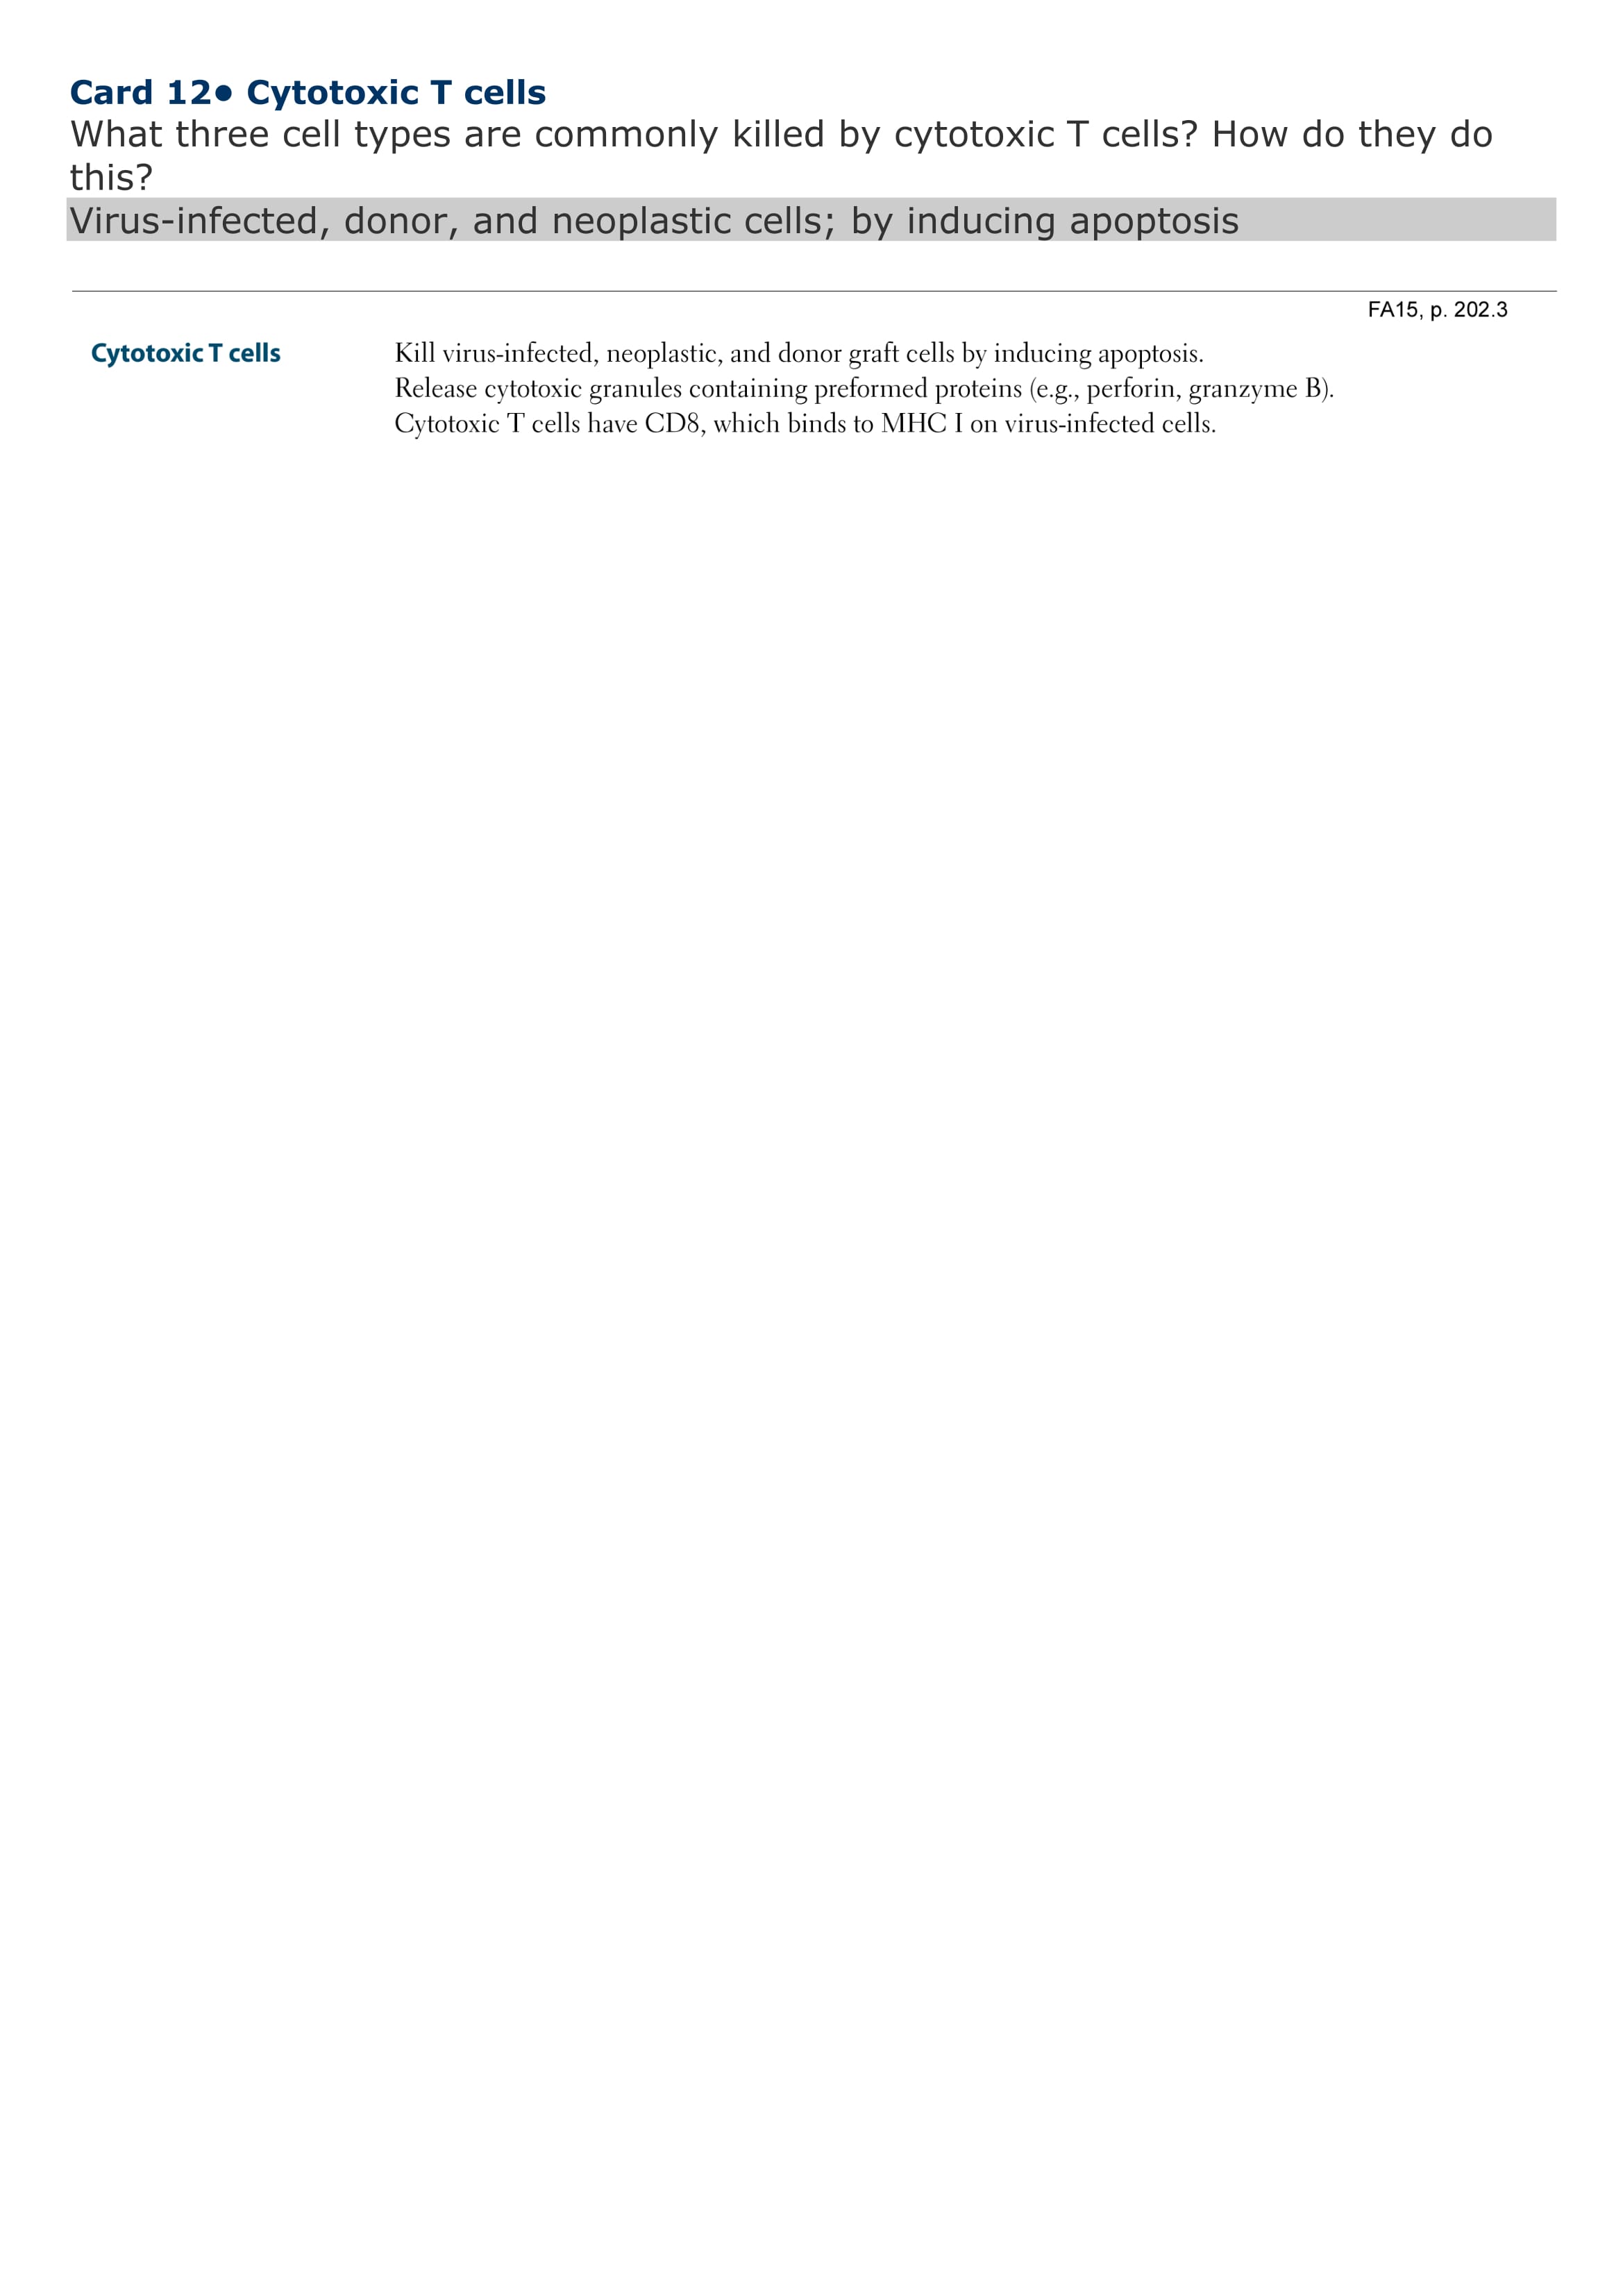 Card 12● Cytotoxic T cells
What three cell types are commonly killed by cytotoxic T cells? How do they do
this?
Virus-infected, donor, and neoplastic cells; by inducing apoptosis
FA15, p. 202.3
Cytotoxic T cells
Kill virus-infected, neoplastic, and donor graft cells by inducing apoptosis.
Release cytotoxic granules containing preformed proteins (e.g., perforin, granzyme B).
Cytotoxic T cells have CD8, which binds to MHC I on virus-infected cells.